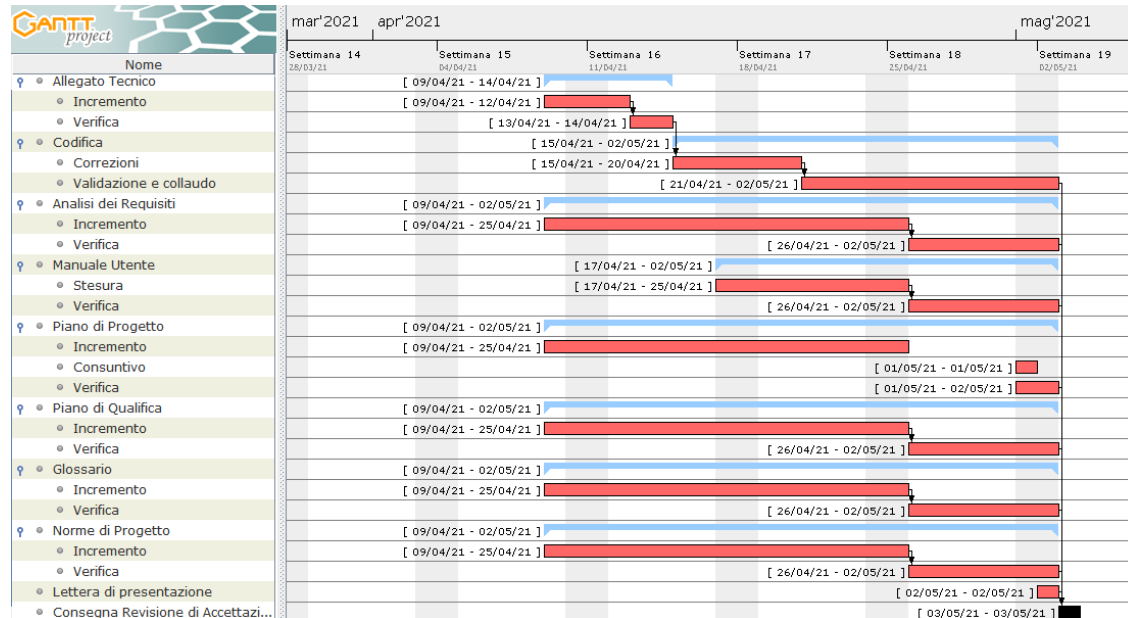 GANTT
project
Nome
mar'2021 apr'2021 mag'2021
Settimana 14 Settimana 15 Settimana 16 Settimana 17 Settimana 18 Settimana 19
28/03/21 04/04/21 11/04/21 18/04/21 25/04/21 02/05/21
Allegato Tecnico [ 09/04/21 - 14/04/21 ]
Incremento [ 09/04/21 - 12/04/21 ]
Verifica [ 13/04/21 - 14/04/21 ]
Codifica [ 15/04/21 - 02/05/21 ]
Correzioni [ 15/04/21 - 20/04/21 ]
Validazione e collaudo [ 21/04/21 - 02/05/21 ]
Analisi dei Requisiti [ 09/04/21 - 02/05/21 ]
Incremento [ 09/04/21 - 25/04/21 ]
Verifica [ 26/04/21 - 02/05/21 ]
Manuale Utente [ 17/04/21 - 02/05/21 ]
Stesura [ 17/04/21 - 25/04/21 ]
Verifica [ 26/04/21 - 02/05/21 ]
Piano di Progetto [ 09/04/21 - 02/05/21 ]
Incremento [ 09/04/21 - 25/04/21 ]
Consuntivo [ 01/05/21 - 01/05/21 ]
Verifica [ 01/05/21 - 02/05/21 ]
Piano di Qualifica [ 09/04/21 - 02/05/21 ]
Incremento [ 09/04/21 - 25/04/21 ]
Verifica [ 26/04/21 - 02/05/21 ]
Glossario [ 09/04/21 - 02/05/21 ]
Incremento [ 09/04/21 - 25/04/21 ]
Verifica [ 26/04/21 - 02/05/21 ]
Norme di Progetto [ 09/04/21 - 02/05/21 ]
Incremento [ 09/04/21 - 25/04/21 ]
Verifica [ 26/04/21 - 02/05/21 ]
Lettera di presentazione [ 02/05/21 - 02/05/21 ]
Consegna Revisione di Accettazi... [ 03/05/21 - 03/05/21 ]